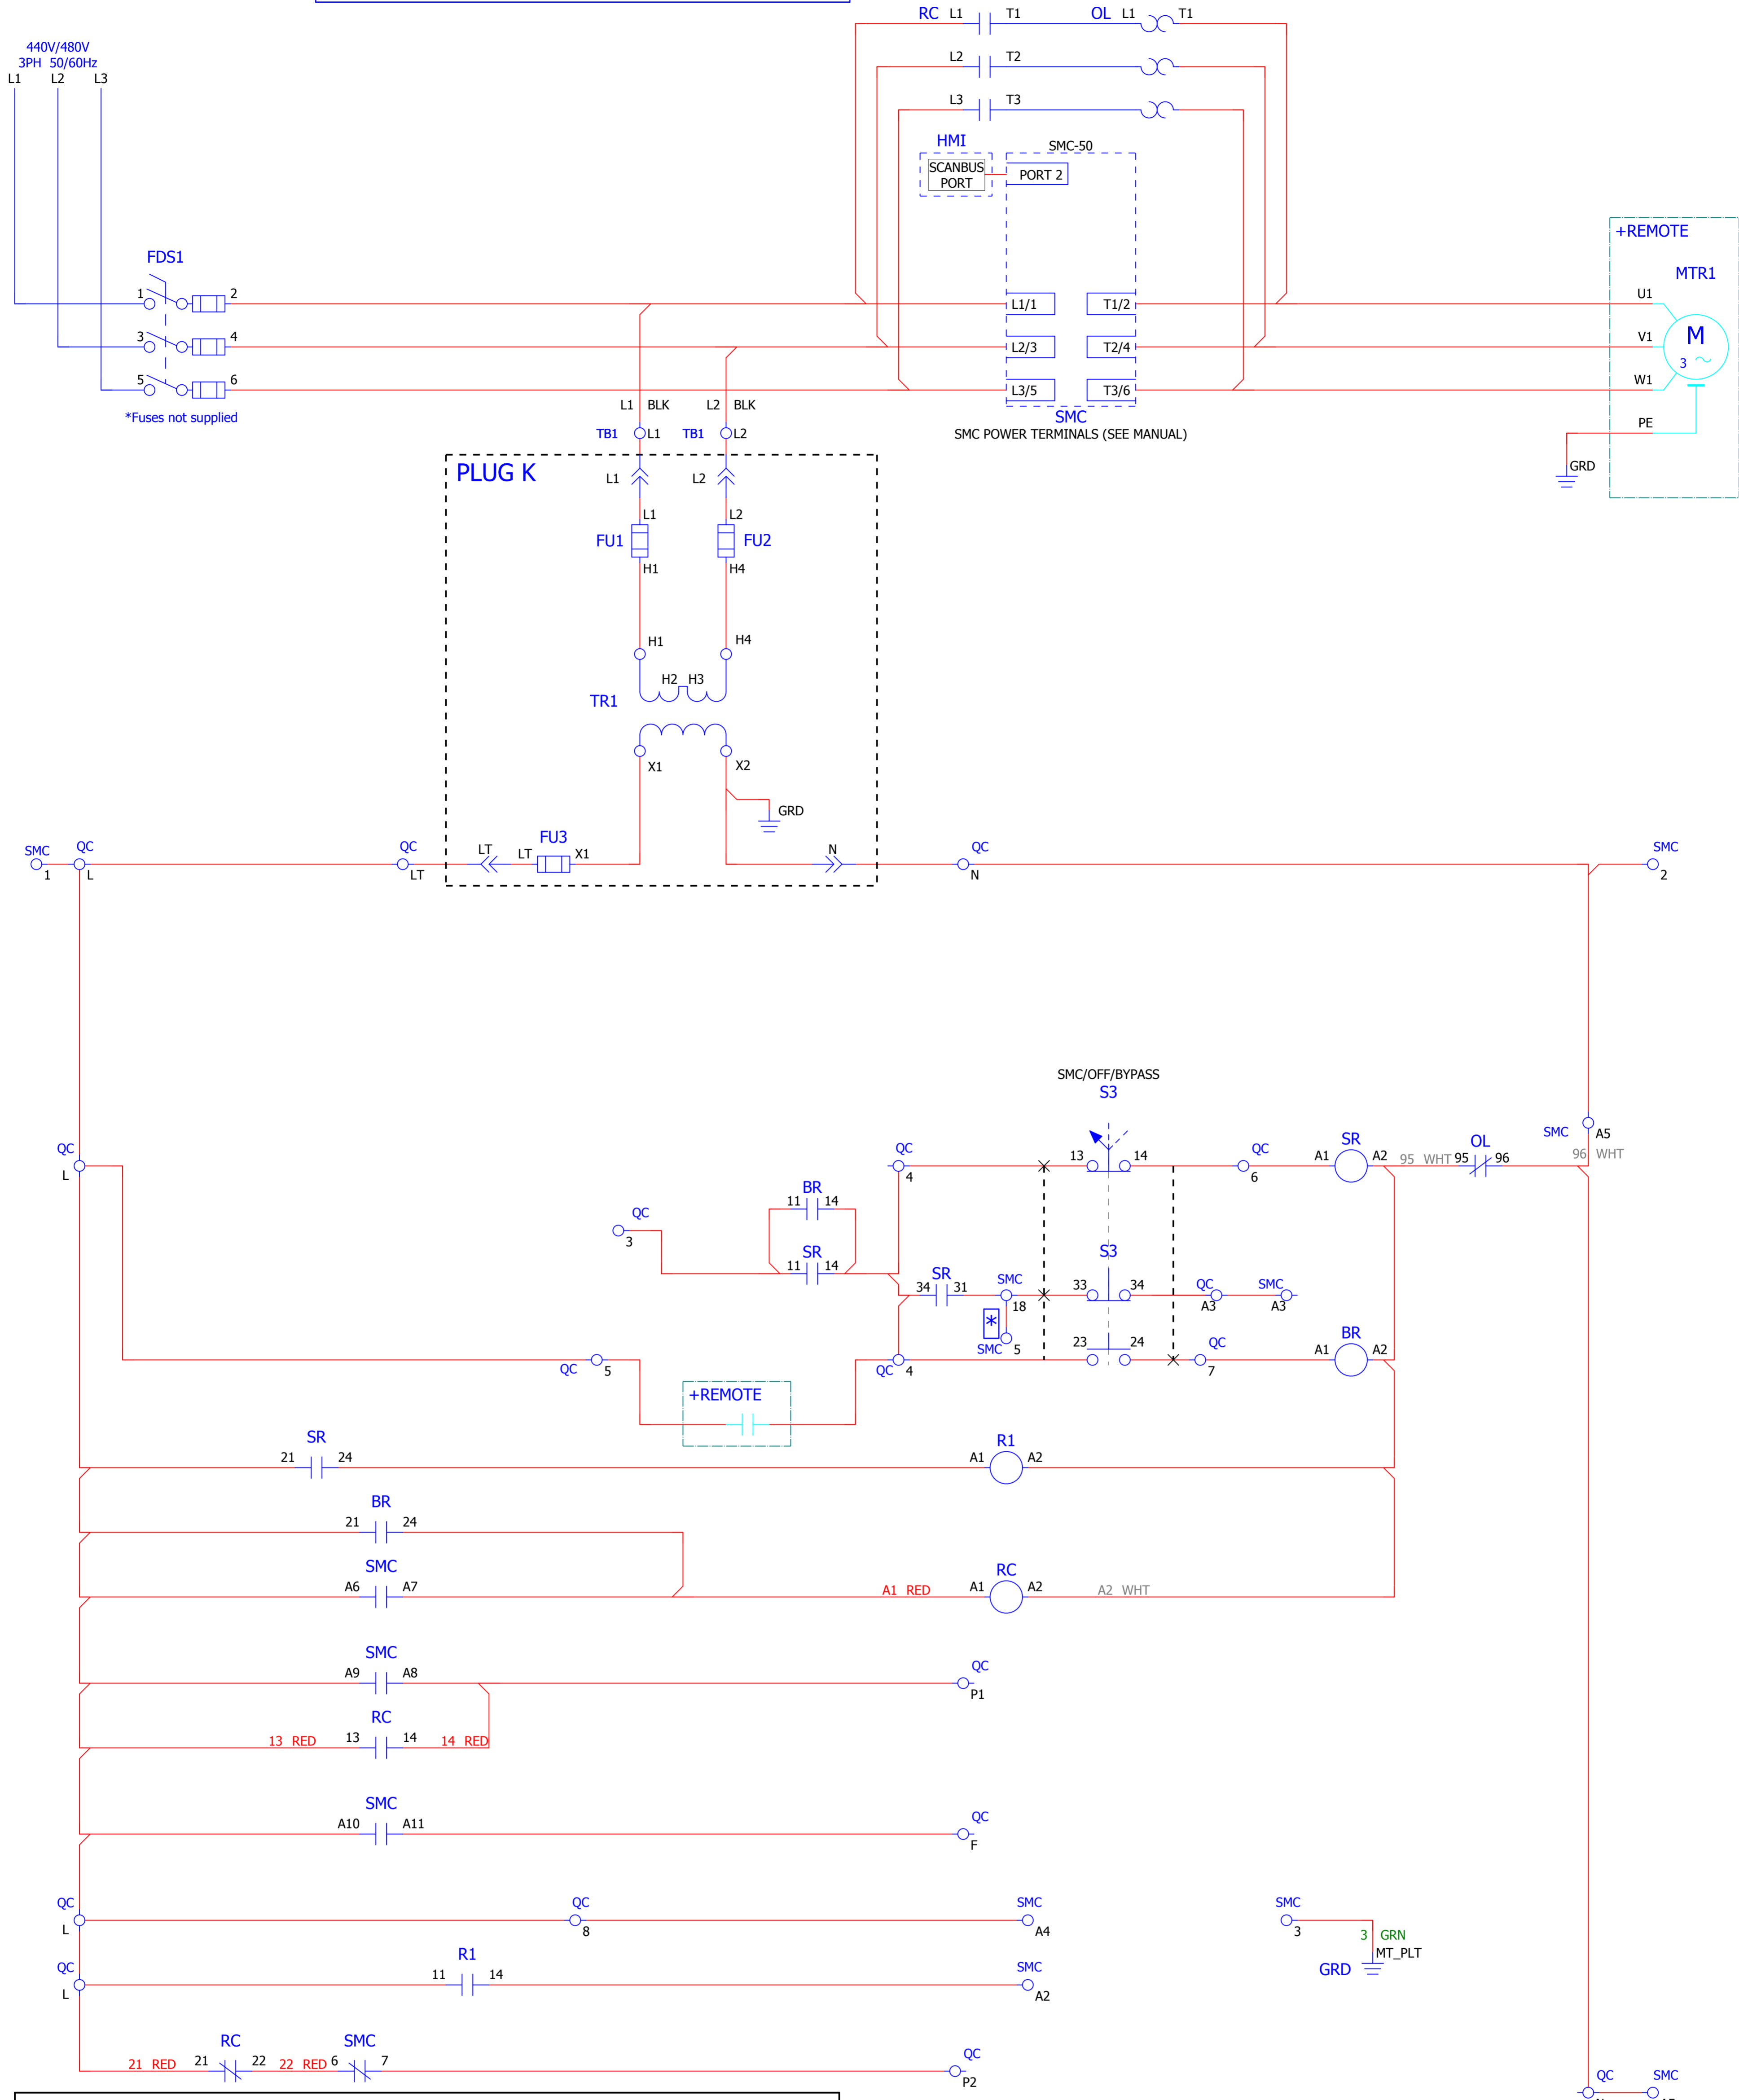 RC L1 T1 OL L1 T1
440V/480V
3PH 50/60Hz
L1 L2 L3
L2 T2
L3 T3
HMI
SMC-50
SCANBUS
PORT
PORT 2
+REMOTE
MTR1
FDS1
1 2
L1/1 T1/2
U1
3 4
L2/3 T2/4
V1
M
3
5 6
L3/5 T3/6
W1
*Fuses not supplied
L1 BLK L2 BLK
SMC
PE
TB1 L1 TB1 L2
SMC POWER TERMINALS (SEE MANUAL)
GRD
PLUG K
L1 L2
L1 L2
FU1 FU2
H1 H4
H1 H4
H2 H3
TR1
X1 X2
GRD
FU3
SMC QC QC LT LT X1 N QC SMC
1 L LT N 2
SMC/OFF/BYPASS
S3
SMC A5
QC QC 13 14 QC SR OL
L 4 6 A1 A2 95 WHT 95 96 96 WHT
BR
11 14
QC
3
SR
11 14
S3
SR
34 31 SMC 33 34 QC SMC
18 A3 A3
*
SMC 5
23 24 QC BR
QC 5 QC 4 7 A1 A2
+REMOTE
SR
21 24
R1
A1 A2
BR
21 24
SMC
A6 A7
RC
A1 RED A1 A2 A2 WHT
SMC
A9 A8
QC
P1
RC
13 RED 13 14 14 RED
SMC
A10 A11
QC
F
QC QC SMC SMC
L 8 A4 3
3 GRN
MT_PLT
GRD
QC R1 SMC
L 11 14 A2
RC SMC
21 RED 21 22 22 RED 6 7
QC
P2
QC SMC